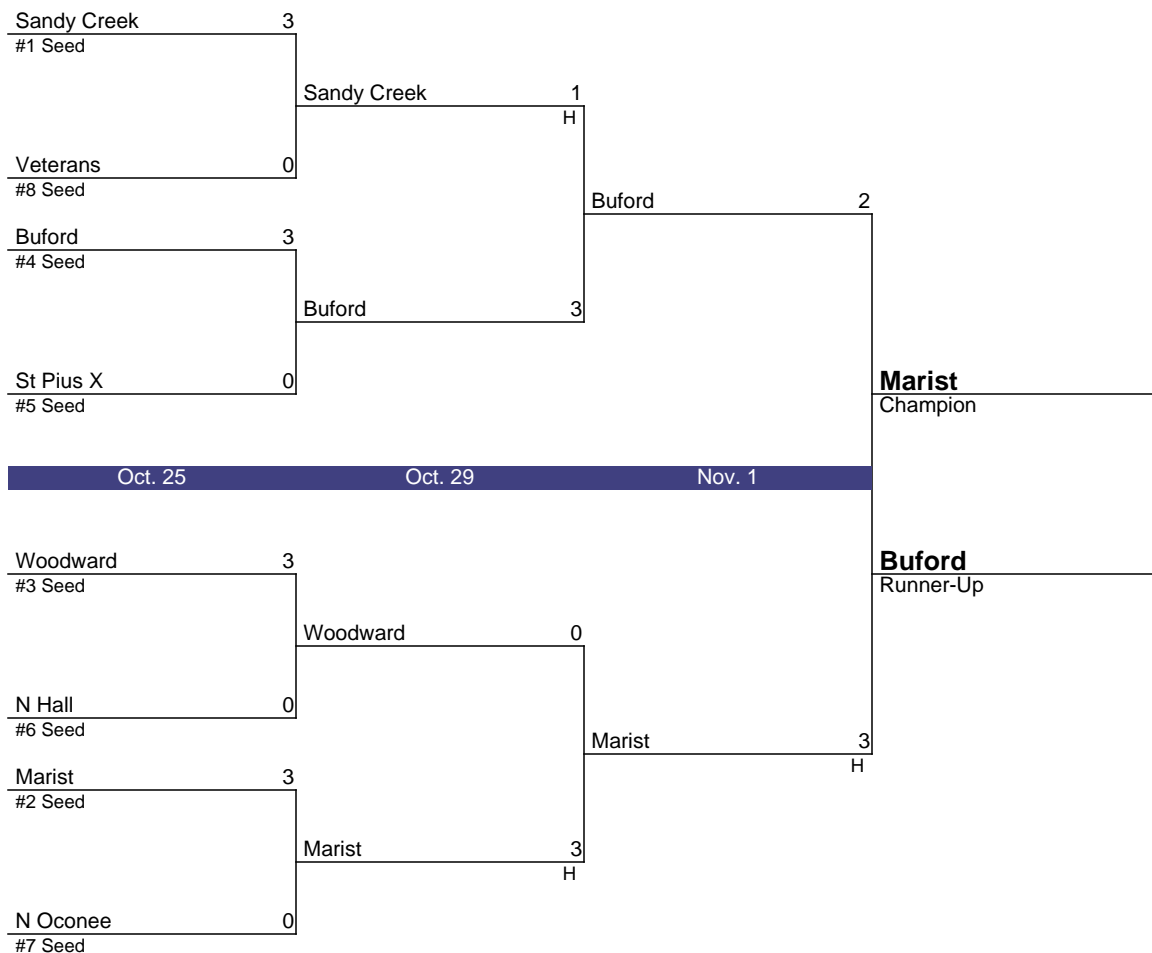 Sandy Creek 3
#1 Seed
Sandy Creek 1
H
Veterans 0
#8 Seed
Buford 2
Buford 3
#4 Seed
Buford 3
St Pius X 0
#5 Seed
Marist
Champion
Oct. 25 Oct. 29 Nov. 1
Woodward 3
#3 Seed
Buford
Runner-Up
Woodward 0
N Hall 0
#6 Seed
Marist 3
H
Marist 3
#2 Seed
Marist 3
H
N Oconee 0
#7 Seed